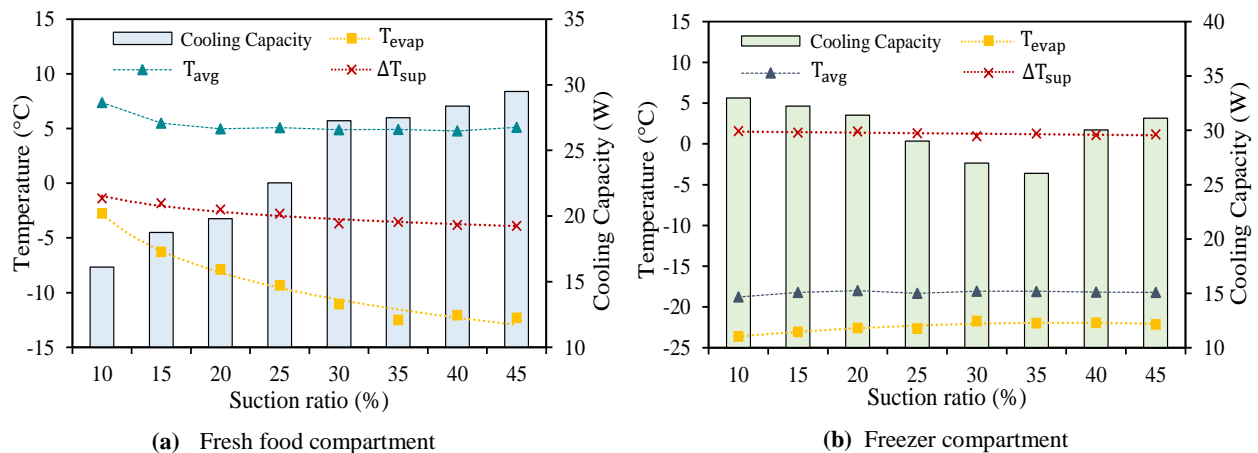 Cooling Capacity
T_evap
T_avg
ΔT_sup
Temperature (°C)
15
10
5
0
-5
-10
-15
Cooling Capacity (W)
35
30
25
20
15
10
10 15 20 25 30 35 40 45
Suction ratio (%)
(a) Fresh food compartment
Cooling Capacity
T_evap
T_avg
ΔT_sup
Temperature (°C)
15
10
5
0
-5
-10
-15
-20
-25
Cooling Capacity (W)
40
35
30
25
20
15
10
10 15 20 25 30 35 40 45
Suction ratio (%)
(b) Freezer compartment